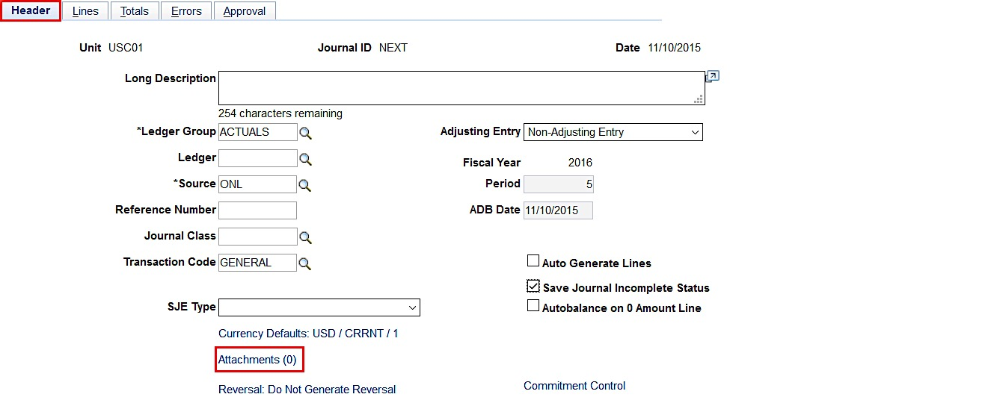 Header Lines Totals Errors Approval
Unit USC01 Journal ID NEXT Date 11/10/2015
Long Description
254 characters remaining
*Ledger Group ACTUALS Adjusting Entry Non-Adjusting Entry
Ledger Fiscal Year 2016
*Source ONL Period 5
Reference Number ADB Date 11/10/2015
Journal Class
Transaction Code GENERAL Auto Generate Lines
Save Journal Incomplete Status
SJE Type Autobalance on 0 Amount Line
Currency Defaults: USD / CRRNT / 1
Attachments (0)
Reversal: Do Not Generate Reversal Commitment Control